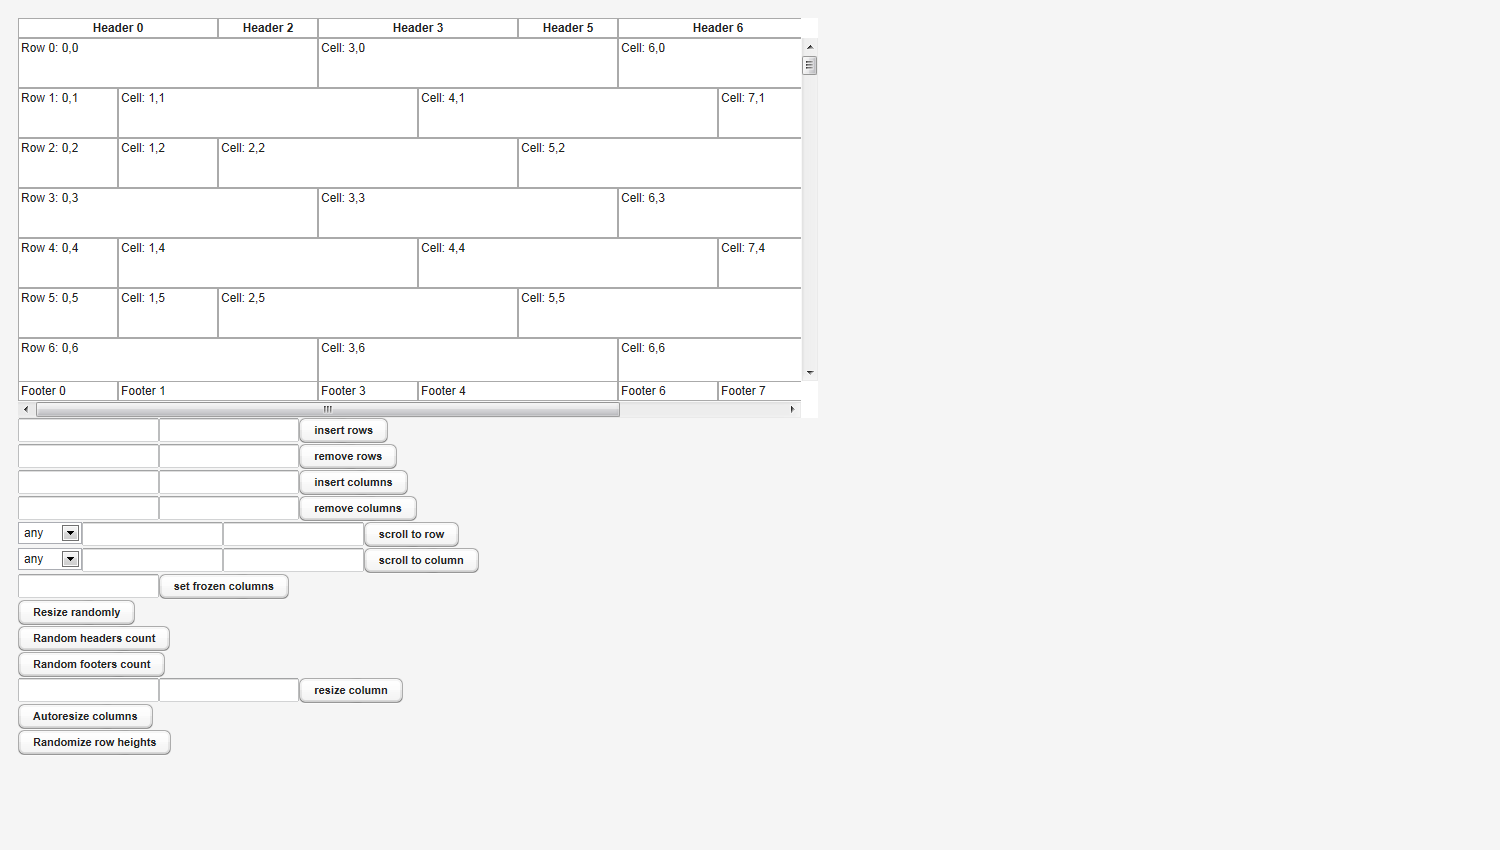 Header 0 Header 2 Header 3 Header 5 Header 6
Row 0: 0,0 Cell: 3,0 Cell: 6,0
Row 1: 0,1 Cell: 1,1 Cell: 4,1 Cell: 7,1
Row 2: 0,2 Cell: 1,2 Cell: 2,2 Cell: 5,2
Row 3: 0,3 Cell: 3,3 Cell: 6,3
Row 4: 0,4 Cell: 1,4 Cell: 4,4 Cell: 7,4
Row 5: 0,5 Cell: 1,5 Cell: 2,5 Cell: 5,5
Row 6: 0,6 Cell: 3,6 Cell: 6,6
Footer 0 Footer 1 Footer 3 Footer 4 Footer 6 Footer 7
insert rows
remove rows
insert columns
remove columns
any scroll to row
any scroll to column
set frozen columns
Resize randomly
Random headers count
Random footers count
resize column
Autoresize columns
Randomize row heights